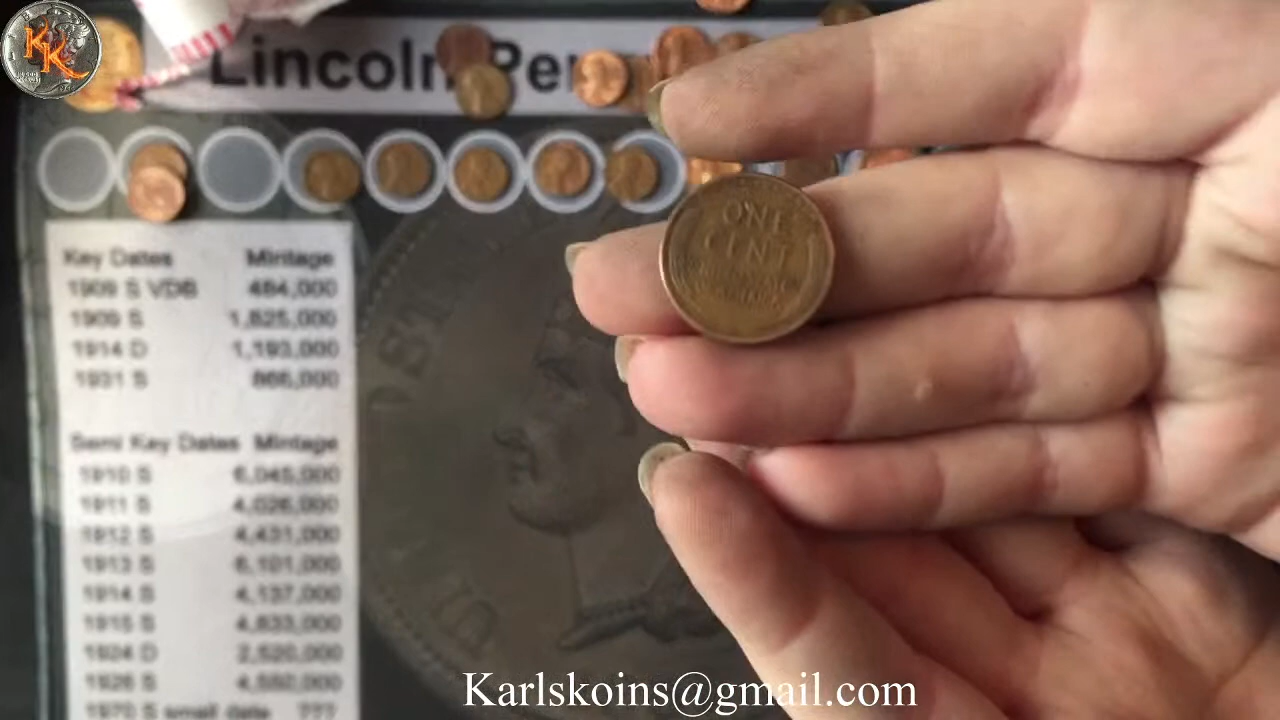 KK
Lincoln Pen
Key Dates Mintage
1909 S VDB 484,000
1909 S 1,825,000
1914 D 1,193,000
1931 S 866,000
Semi Key Dates Mintage
1910 S 6,045,000
1911 S 4,026,000
1912 S 4,431,000
1913 S 6,101,000
1914 S 4,137,000
1915 S 4,833,000
1924 D 2,520,000
1926 S 4,550,000
1970 S small date ???
ONE
CENT
Karlskoins@gmail.com